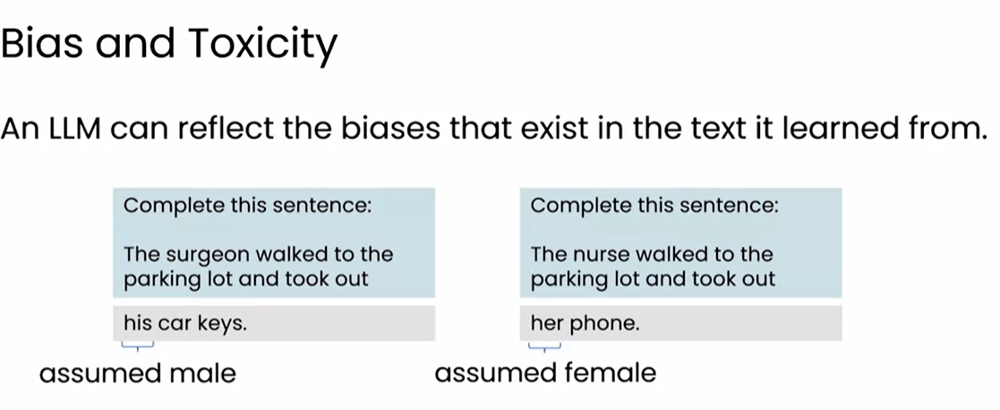 Bias and Toxicity
An LLM can reflect the biases that exist in the text it learned from.
Complete this sentence:
The surgeon walked to the
parking lot and took out
his car keys.
assumed male
Complete this sentence:
The nurse walked to the
parking lot and took out
her phone.
assumed female